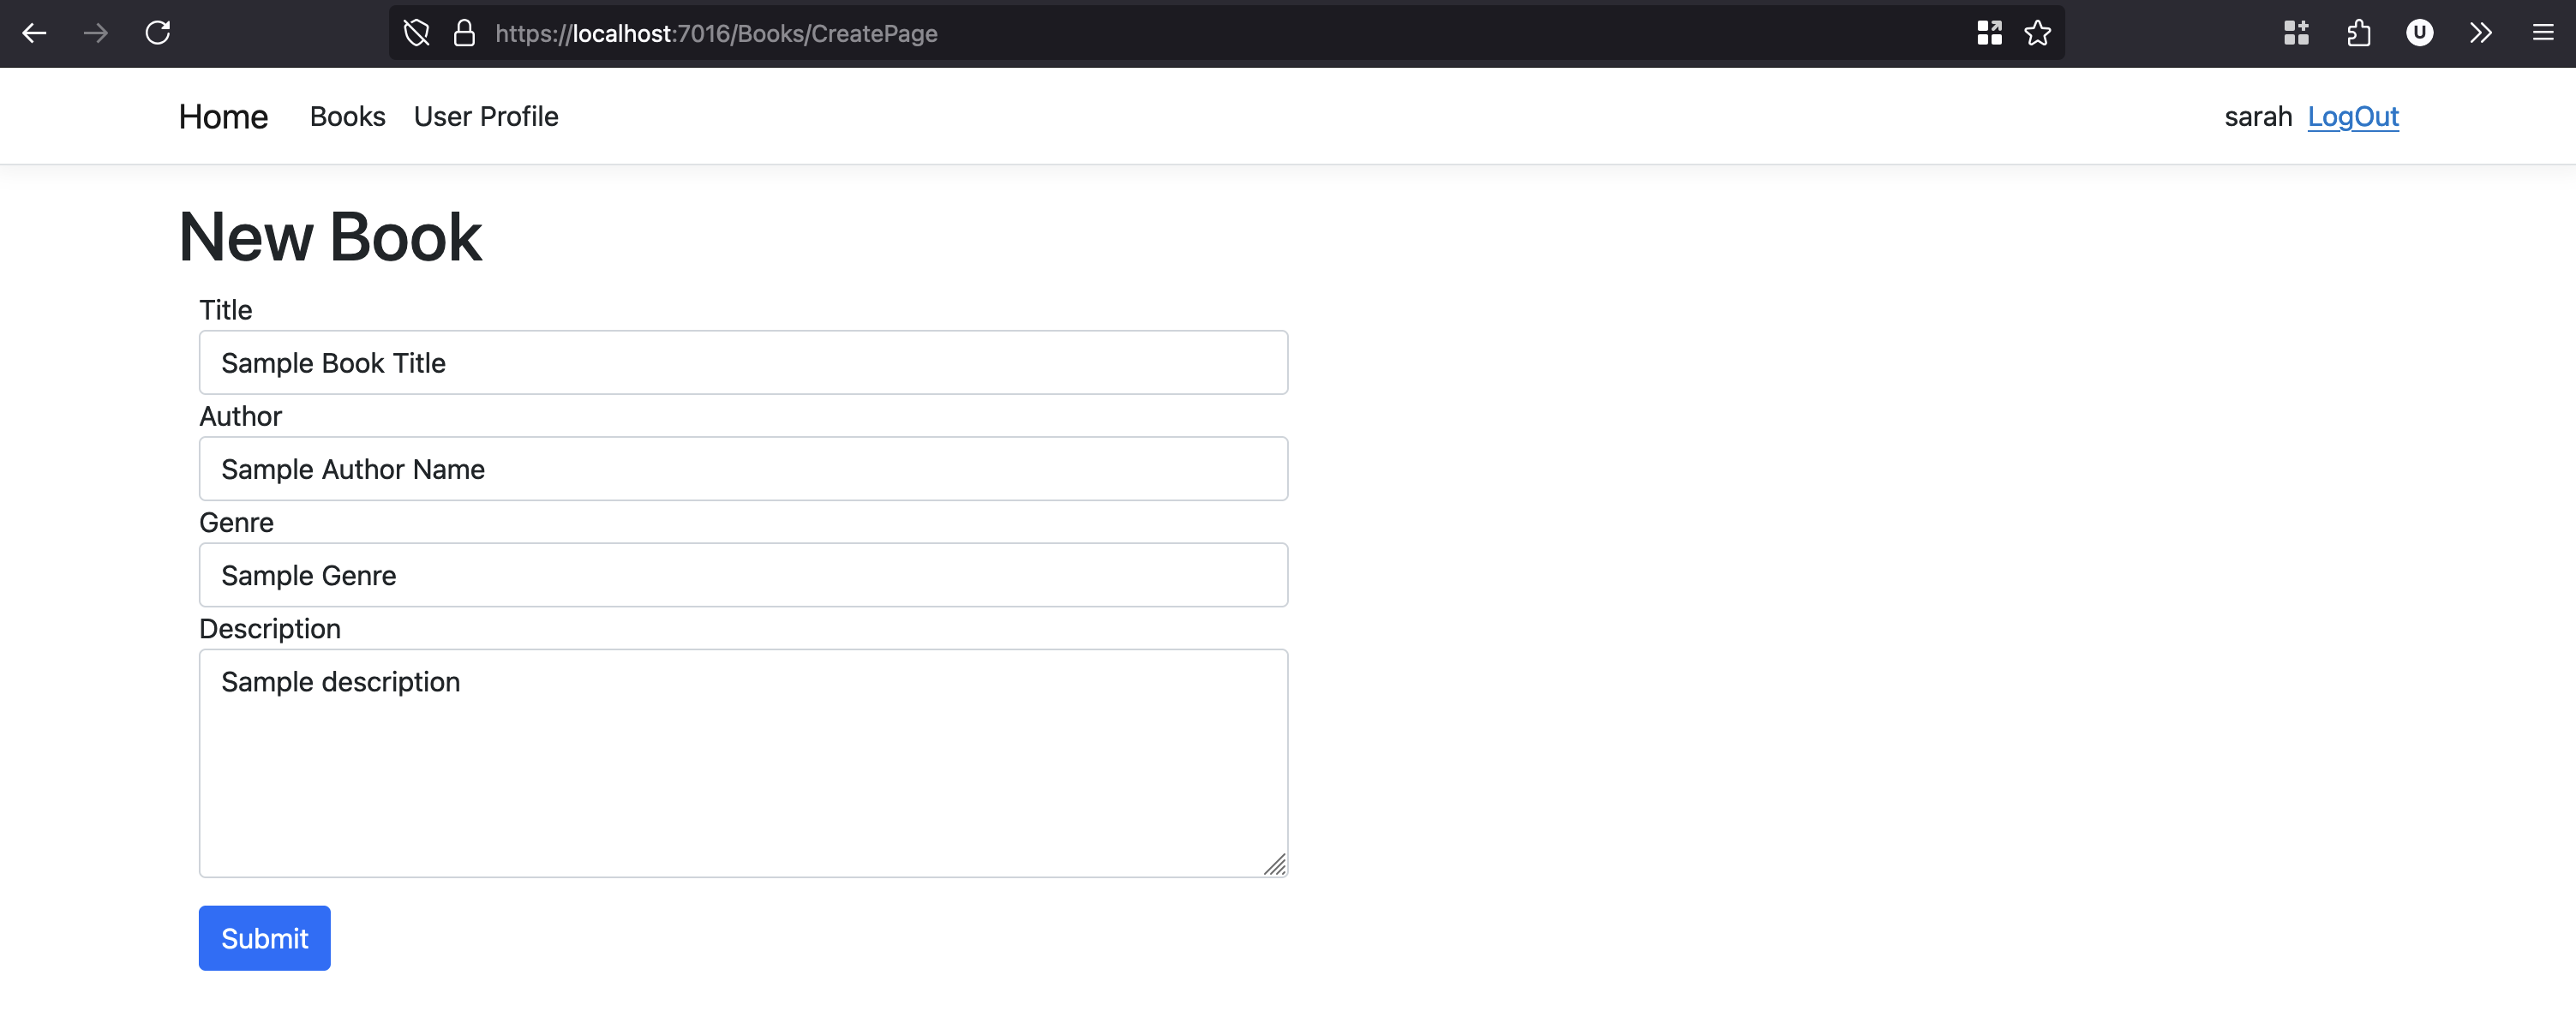 https://localhost:7016/Books/CreatePage
U
Home Books User Profile sarah LogOut
New Book
Title
Sample Book Title
Author
Sample Author Name
Genre
Sample Genre
Description
Sample description
Submit